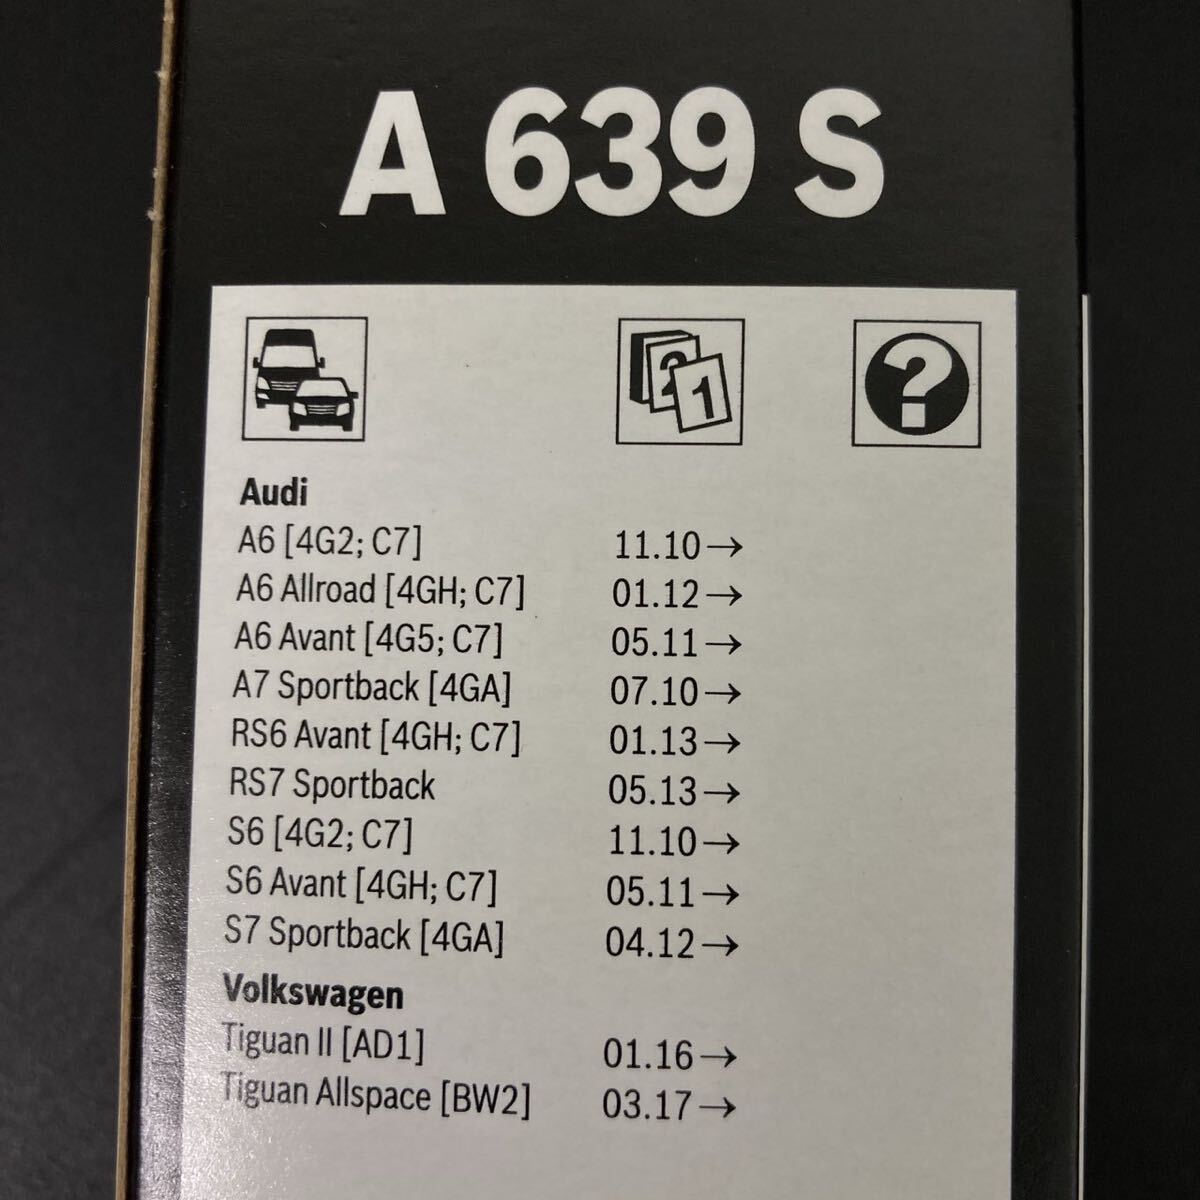 A 639 S
2 1 ?
Audi
A6 [4G2; C7] 11.10→
A6 Allroad [4GH; C7] 01.12→
A6 Avant [4G5; C7] 05.11→
A7 Sportback [4GA] 07.10→
RS6 Avant [4GH; C7] 01.13→
RS7 Sportback 05.13→
S6 [4G2; C7] 11.10→
S6 Avant [4GH; C7] 05.11→
S7 Sportback [4GA] 04.12→
Volkswagen
Tiguan II [AD1] 01.16→
Tiguan Allspace [BW2] 03.17→